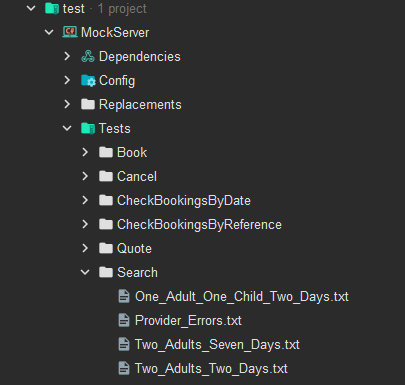 test · 1 project
C# MockServer
Dependencies
Config
Replacements
Tests
Book
Cancel
CheckBookingsByDate
CheckBookingsByReference
Quote
Search
One_Adult_One_Child_Two_Days.txt
Provider_Errors.txt
Two_Adults_Seven_Days.txt
Two_Adults_Two_Days.txt